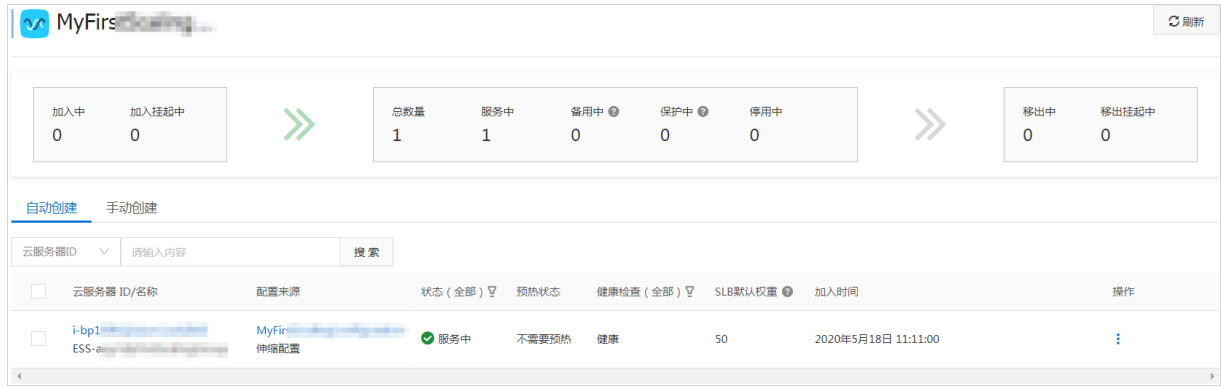 MyFirs
刷新
加入中 加入挂起中 总数量 服务中 备用中 保护中 停用中 移出中 移出挂起中
0 0 1 1 0 0 0 0 0
自动创建 手动创建
云服务器ID 请输入内容 搜索
云服务器 ID/名称 配置来源 状态（全部） 预热状态 健康检查（全部） SLB默认权重 加入时间 操作
i-bp1 MyFir
ESS-a 伸缩配置 服务中 不需要预热 健康 50 2020年5月18日 11:11:00